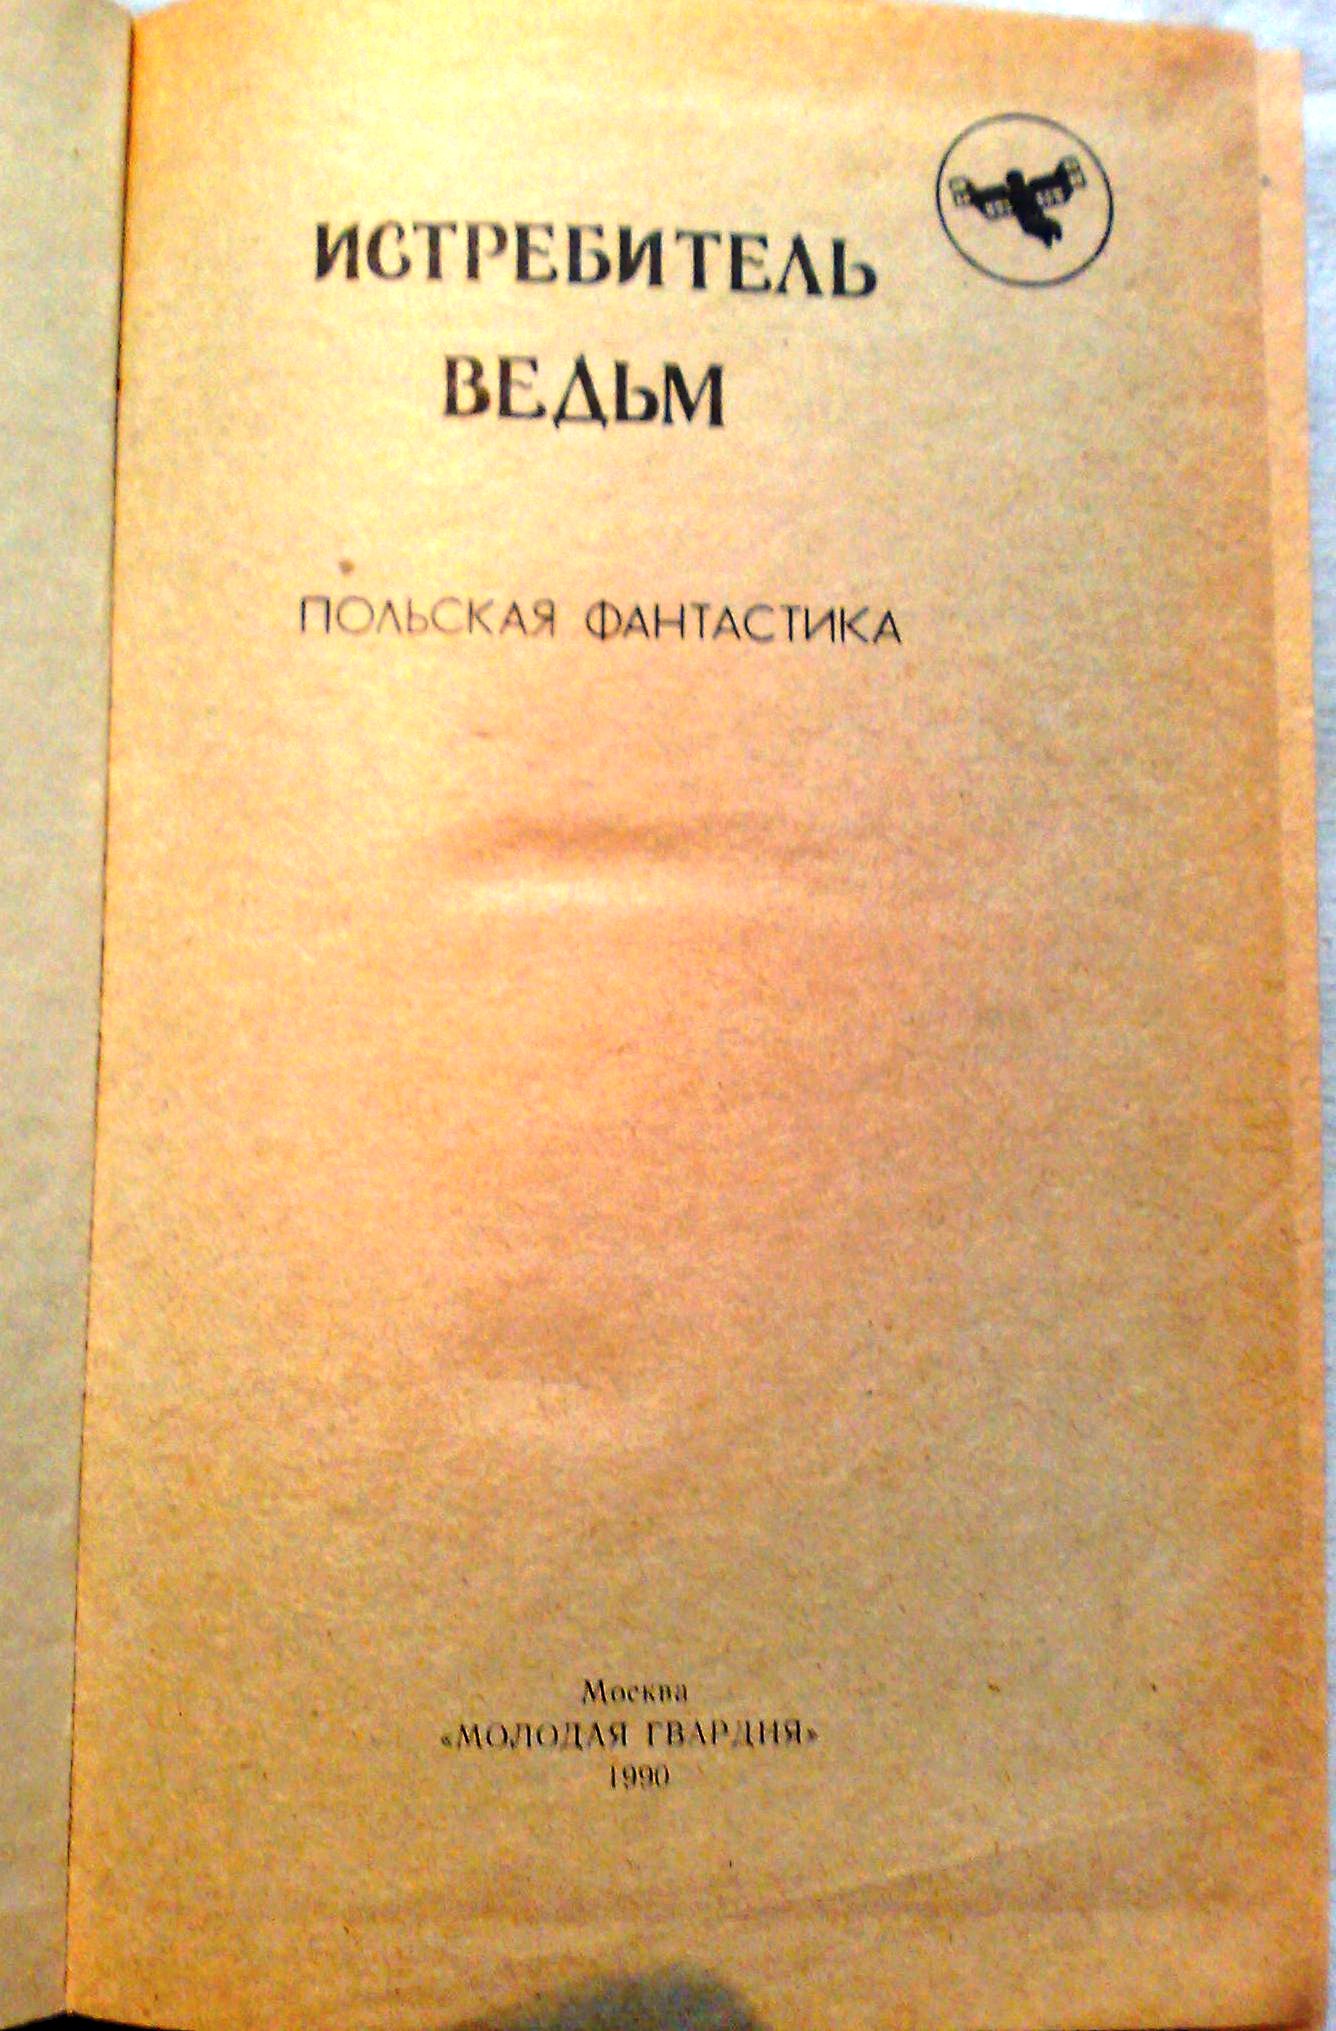 ИСТРЕБИТЕЛЬ
ВЕДЬМ
ПОЛЬСКАЯ ФАНТАСТИКА
Москва
«МОЛОДАЯ ГВАРДИЯ»
1990